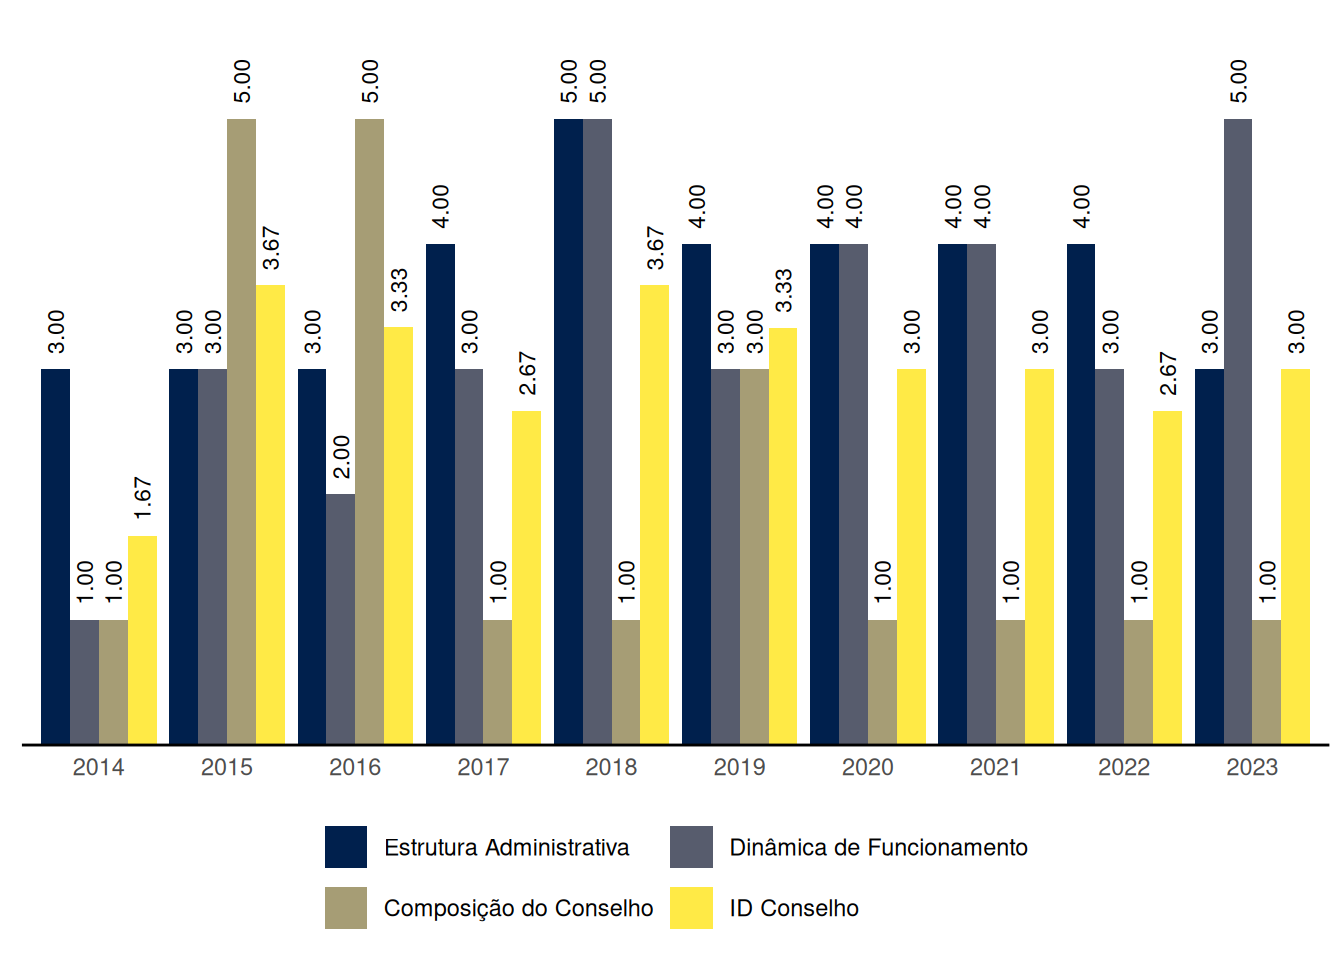 3.00 1.00 1.00 1.67
3.00 3.00 5.00 3.67
3.00 2.00 5.00 3.33
4.00 3.00 1.00 2.67
5.00 5.00 1.00 3.67
4.00 3.00 3.00 3.33
4.00 4.00 1.00 3.00
4.00 4.00 1.00 3.00
4.00 3.00 1.00 2.67
3.00 5.00 1.00 3.00
2014 2015 2016 2017 2018 2019 2020 2021 2022 2023
Estrutura Administrativa Dinâmica de Funcionamento
Composição do Conselho ID Conselho